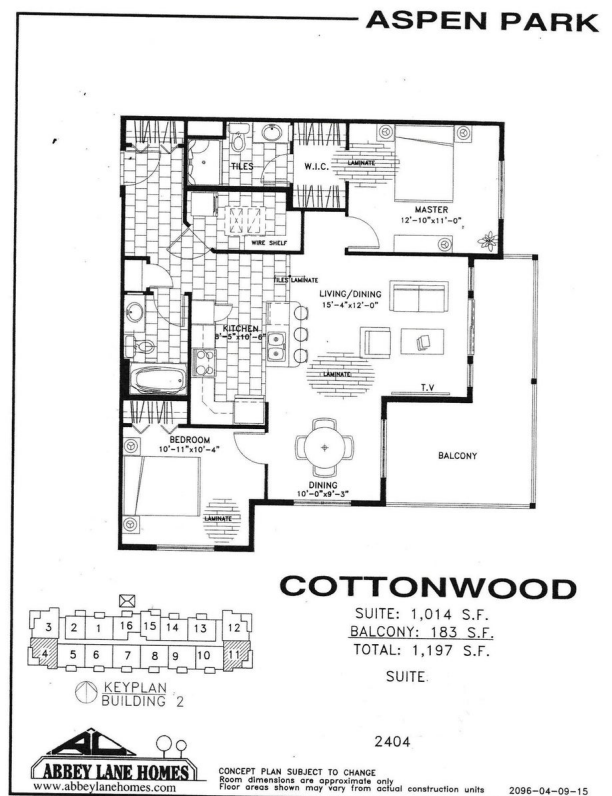 ASPEN PARK
TILES
W.I.C.
LAMINATE
MASTER
12'-10"x11'-0"
WIRE SHELF
TILES LAMINATE
LIVING/DINING
15'-4"x12'-0"
KITCHEN
8'-5"x10'-6"
LAMINATE
T.V
BEDROOM
10'-11"x10'-4"
DINING
10'-0"x9'-3"
BALCONY
LAMINATE
COTTONWOOD
SUITE: 1,014 S.F.
BALCONY: 183 S.F.
TOTAL: 1,197 S.F.
SUITE
3 2 1 16 15 14 13 12
4 5 6 7 8 9 10 11
KEYPLAN
BUILDING 2
2404
ABBEY LANE HOMES
www.abbeylanehomes.com
CONCEPT PLAN SUBJECT TO CHANGE
Room dimensions are approximate only
Floor areas shown may vary from actual construction units
2096-04-09-15